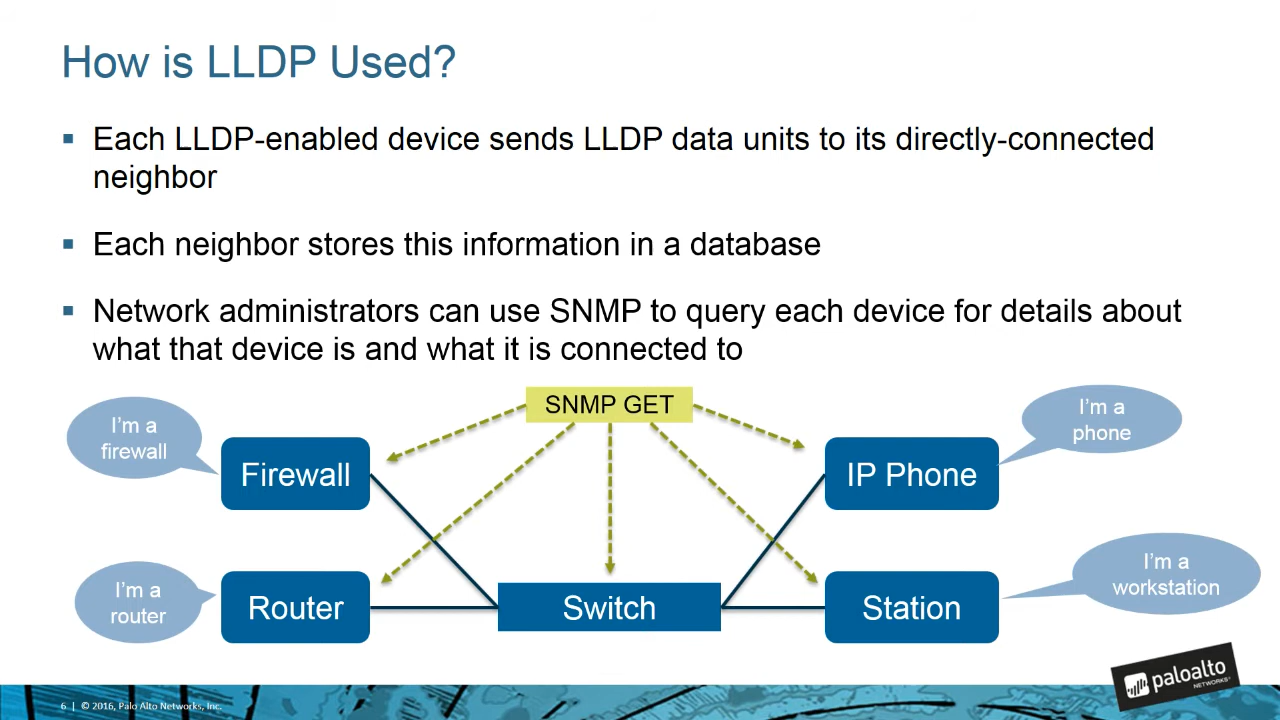 How is LLDP Used?
Each LLDP-enabled device sends LLDP data units to its directly-connected
neighbor
Each neighbor stores this information in a database
Network administrators can use SNMP to query each device for details about
what that device is and what it is connected to
SNMP GET
I'm a
firewall
Firewall
I'm a
phone
IP Phone
I'm a
router
Router
Switch
Station
I'm a
workstation
6 | © 2016, Palo Alto Networks, Inc.
paloalto
NETWORKS®